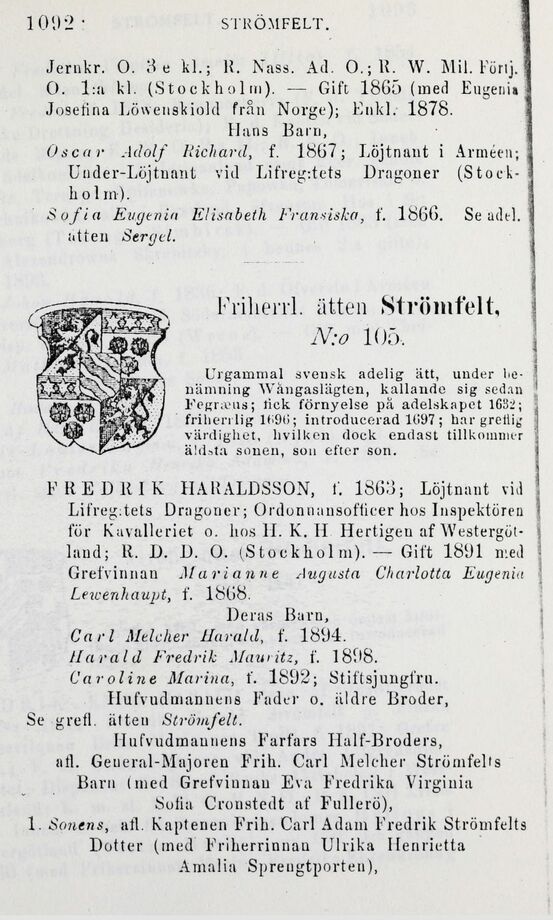 1092
STRÖMFELT.
Jernkr. O. 3 e kl.; R. Nass. Ad. O.; R. W. Mil. Förtj.
O. 1:a kl. (Stockholm). — Gift 1865 (med Eugenia
Josefina Löwenskiold från Norge); Enkl. 1878.
Hans Barn,
Oscar Adolf Richard, f. 1867; Löjtnant i Arméen;
Under-Löjtnant vid Lifreg:tets Dragoner (Stock-
holm).
Sofia Eugenia Elisabeth Fransiska, f. 1866. Se adel.
ätten Sergel.
Friherrl. ätten Strömfelt,
N:o 105.
Urgammal svensk adelig ätt, under be-
nämning Wångaslägten, kallande sig sedan
Fegræus; fick förnyelse på adelskapet 1632;
friherrlig 1696; introducerad 1697; har greflig
värdighet, hvilken dock endast tillkommer
äldsta sonen, son efter son.
FREDRIK HARALDSSON, f. 1863; Löjtnant vid
Lifreg:tets Dragoner; Ordonnansofficer hos Inspektören
för Kavalleriet o. hos H. K. H Hertigen af Westergöt-
land; R. D. D. O. (Stockholm). — Gift 1891 med
Grefvinnan Marianne Augusta Charlotta Eugenia
Lewenhaupt, f. 1868.
Deras Barn,
Carl Melcher Harald, f. 1894.
Harald Fredrik Mauritz, f. 1898.
Caroline Marina, f. 1892; Stiftsjungfru.
Hufvudmannens Fader o. äldre Broder,
Se grefl. ätten Strömfelt.
Hufvudmannens Farfars Half-Broders,
afl. General-Majoren Frih. Carl Melcher Strömfelts
Barn (med Grefvinnan Eva Fredrika Virginia
Sofia Cronstedt af Fullerö),
1. Sonens, afl. Kaptenen Frih. Carl Adam Fredrik Strömfelts
Dotter (med Friherrinnan Ulrika Henrietta
Amalia Sprengtporten),